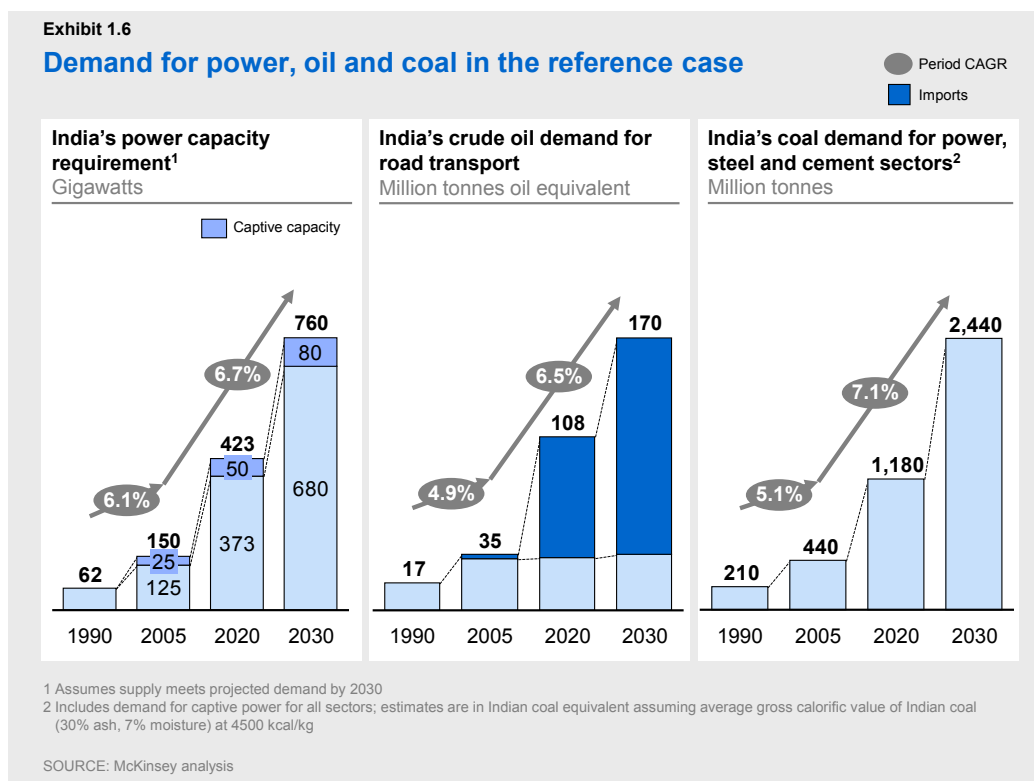 Exhibit 1.6
Demand for power, oil and coal in the reference case
Period CAGR
Imports
India's power capacity
requirement1
Gigawatts
Captive capacity
760
80
6.7%
423
50
680
6.1%
150
25
373
62
125
1990 2005 2020 2030
India's crude oil demand for
road transport
Million tonnes oil equivalent
170
6.5%
108
4.9%
35
17
1990 2005 2020 2030
India's coal demand for power,
steel and cement sectors2
Million tonnes
2,440
7.1%
1,180
5.1%
440
210
1990 2005 2020 2030
1 Assumes supply meets projected demand by 2030
2 Includes demand for captive power for all sectors; estimates are in Indian coal equivalent assuming average gross calorific value of Indian coal
(30% ash, 7% moisture) at 4500 kcal/kg
SOURCE: McKinsey analysis